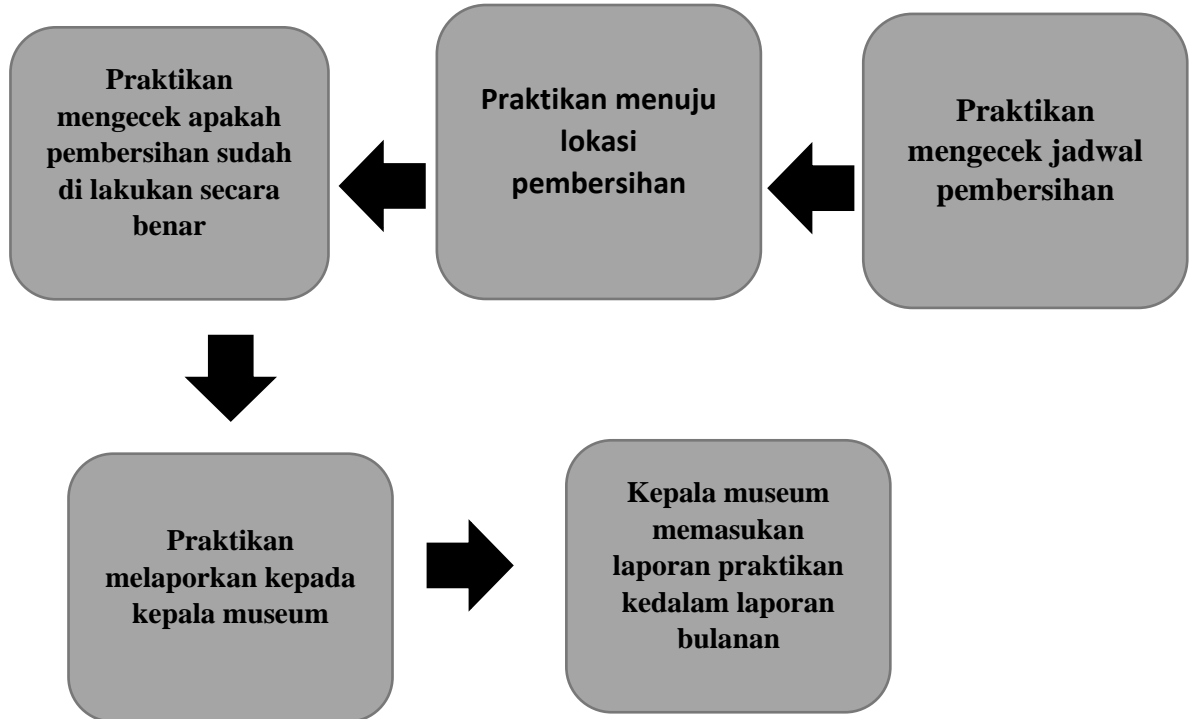 Praktikan
mengecek apakah
pembersihan sudah
di lakukan secara
benar
Praktikan menuju
lokasi
pembersihan
Praktikan
mengecek jadwal
pembersihan
Praktikan
melaporkan kepada
kepala museum
Kepala museum
memasukan
laporan praktikan
kedalam laporan
bulanan